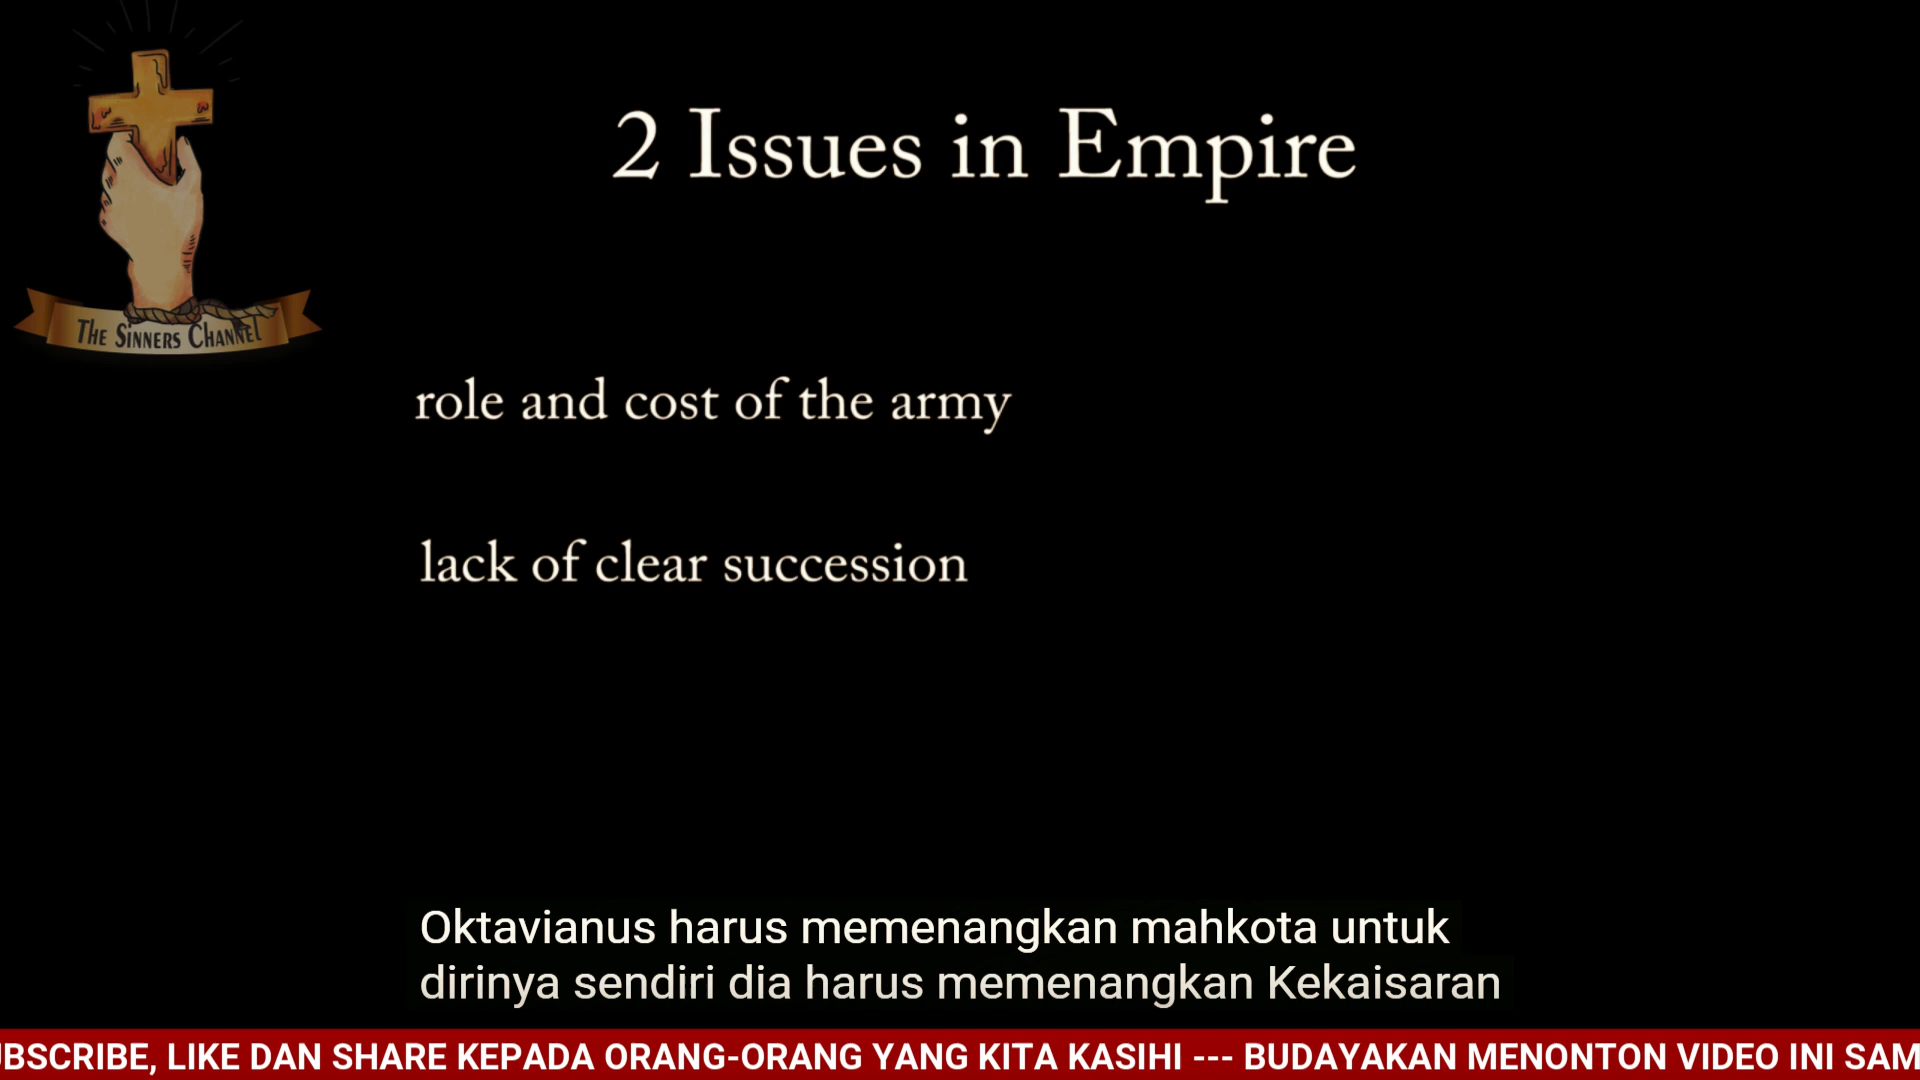 2 Issues in Empire
THE SINNERS CHANNEL
role and cost of the army
lack of clear succession
Oktavianus harus memenangkan mahkota untuk
dirinya sendiri dia harus memenangkan Kekaisaran
UBSCRIBE, LIKE DAN SHARE KEPADA ORANG-ORANG YANG KITA KASIHI --- BUDAYAKAN MENONTON VIDEO INI SAM